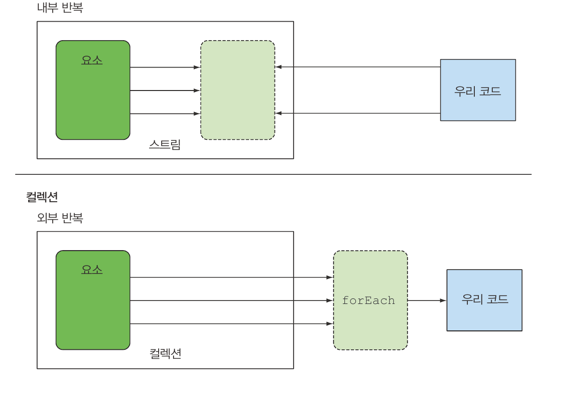 내부 반복
요소
우리 코드
스트림
컬렉션
외부 반복
요소
forEach
우리 코드
컬렉션